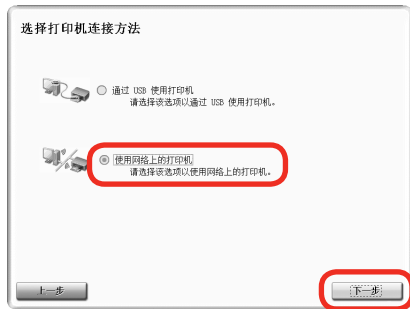 选择打印机连接方法
通过 USB 使用打印机
请选择该选项以通过 USB 使用打印机。
使用网络上的打印机
请选择该选项以使用网络上的打印机。
上一步
下一步